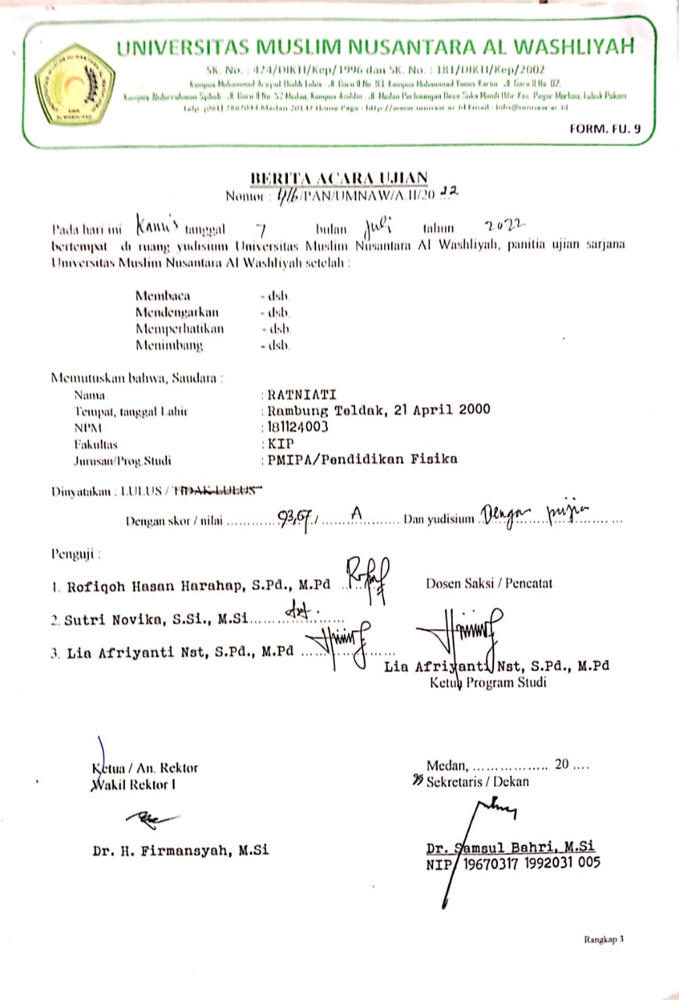 UNIVERSITAS MUSLIM NUSANTARA AL WASHLIYAH
SK. No. : 424/DIKTI/Kep/1996 dan SK. No. : 181/DIKTI/Kep/2002
Kampus Muhammad Arsyad Thalib Lubis : Jl. Garu II No. 93, Kampus Muhammad Yunus Karim : Jl. Garu II No. 02,
Kampus Abdurrahman Syihab : Jl. Garu II No. 52 Medan, Kampus Aziddin : Jl. Medan Perbaungan Desa Suka Mandi Hilir Kec. Pagar Merbau, Lubuk Pakam
Telp. (061) 7867044 Medan 20147 Home Page : http://www.umnaw.ac.id Email : info@umnaw.ac.id
FORM. FU. 9
BERITA ACARA UJIAN
Nomor : 416/PAN/UMNAW/A.II/20 22
Pada hari ini Kamis tanggal 7 bulan Juli tahun 2022
bertempat di ruang yudisium Universitas Muslim Nusantara Al Washliyah, panitia ujian sarjana
Universitas Muslim Nusantara Al Washliyah setelah :
Membaca - dsb.
Mendengarkan - dsb.
Memperhatikan - dsb.
Menimbang - dsb.
Memutuskan bahwa, Saudara :
Nama : RATNIATI
Tempat, tanggal Lahir : Rambung Teldak, 21 April 2000
NPM : 181124003
Fakultas : KIP
Jurusan/Prog.Studi : PMIPA/Pendidikan Fisika
Dinyatakan : LULUS / TIDAK LULUS
Dengan skor / nilai ............ 93,67 / ........ A .......... Dan yudisium Dengan pujian
Penguji :
1. Rofiqoh Hasan Harahap, S.Pd., M.Pd Dosen Saksi / Pencatat
2. Sutri Novika, S.Si., M.Si
3. Lia Afriyanti Nst, S.Pd., M.Pd
Lia Afriyanti Nst, S.Pd., M.Pd
Ketua Program Studi
Ketua / An. Rektor Medan, ................. 20 ....
Wakil Rektor I Sekretaris / Dekan
Dr. H. Firmansyah, M.Si Dr. Samsul Bahri, M.Si
NIP 19670317 1992031 005
Rangkap 3